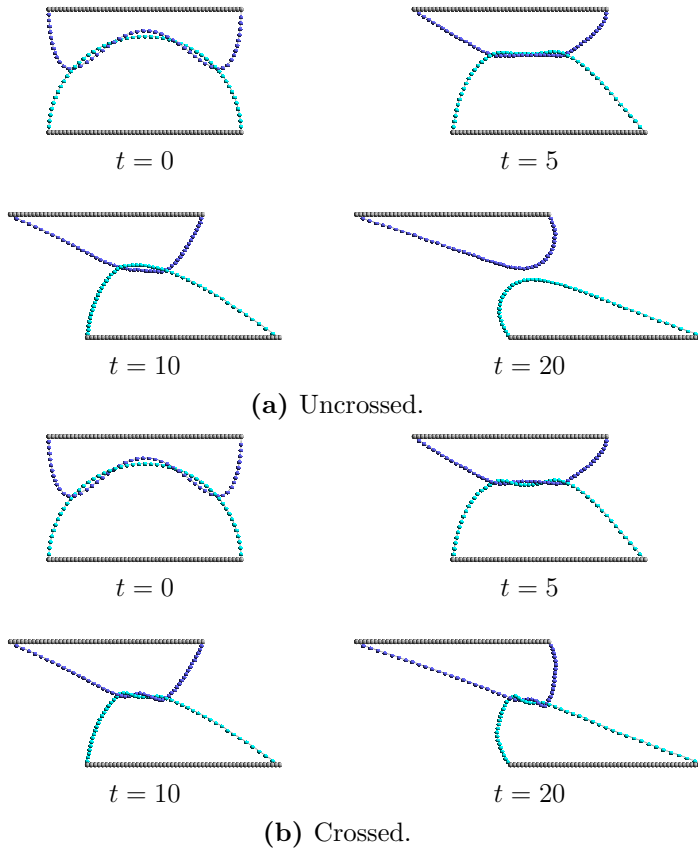 t = 0 t = 5
t = 10 t = 20
(a) Uncrossed.
t = 0 t = 5
t = 10 t = 20
(b) Crossed.